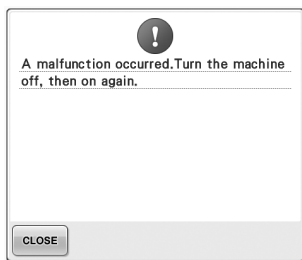 !
A malfunction occurred.Turn the machine
off, then on again.
CLOSE